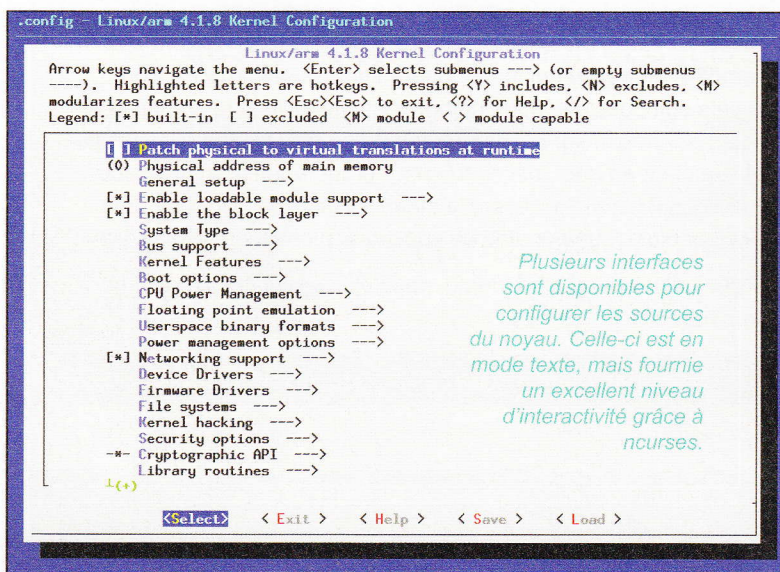 .config - Linux/arm 4.1.8 Kernel Configuration
Linux/arm 4.1.8 Kernel Configuration
Arrow keys navigate the menu. <Enter> selects submenus ---> (or empty submenus
----). Highlighted letters are hotkeys. Pressing <Y> includes, <N> excludes, <M>
modularizes features. Press <Esc><Esc> to exit, <?> for Help, </> for Search.
Legend: [*] built-in [ ] excluded <M> module < > module capable
[ ] Patch physical to virtual translations at runtime
(0) Physical address of main memory
General setup --->
[*] Enable loadable module support --->
[*] Enable the block layer --->
System Type --->
Bus support --->
Kernel Features --->
Boot options --->
CPU Power Management --->
Floating point emulation --->
Userspace binary formats --->
Power management options --->
[*] Networking support --->
Device Drivers --->
Firmware Drivers --->
File systems --->
Kernel hacking --->
Security options --->
-*- Cryptographic API --->
Library routines --->
┴(+)
Plusieurs interfaces
sont disponibles pour
configurer les sources
du noyau. Celle-ci est en
mode texte, mais fournie
un excellent niveau
d'interactivité grâce à
ncurses.
<Select> < Exit > < Help > < Save > < Load >